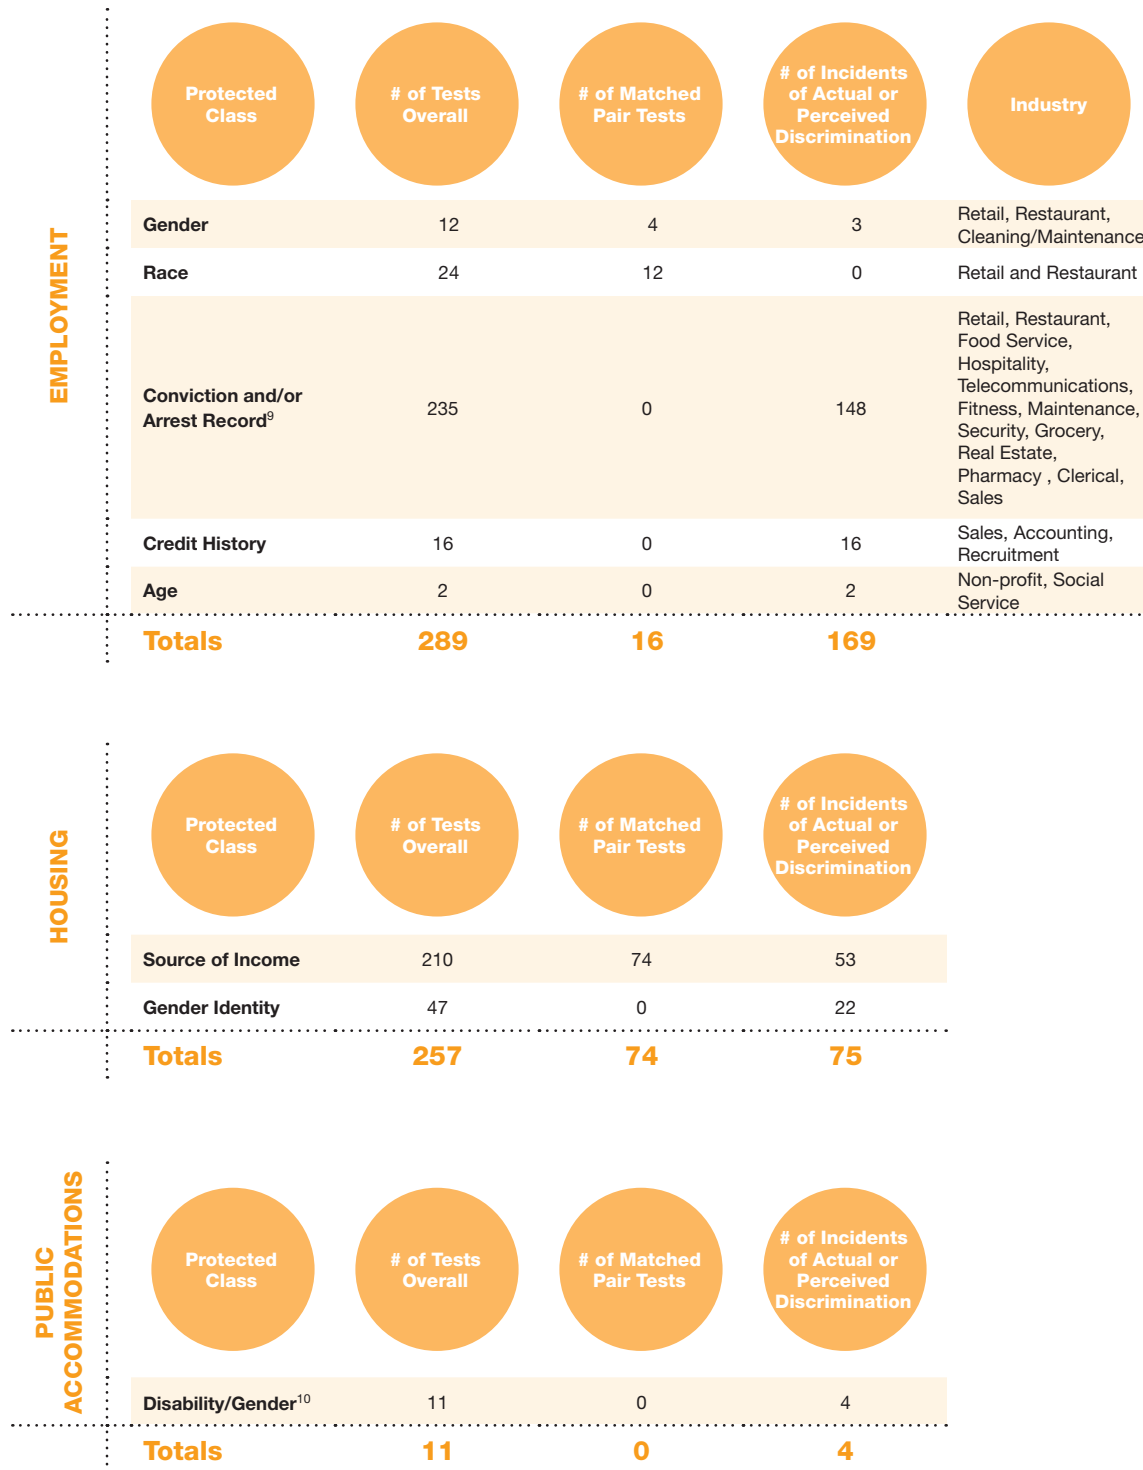 EMPLOYMENT
Protected
Class
# of Tests
Overall
# of Matched
Pair Tests
# of Incidents
of Actual or
Perceived
Discrimination
Industry
Gender 12 4 3 Retail, Restaurant,
Cleaning/Maintenance
Race 24 12 0 Retail and Restaurant
Conviction and/or
Arrest Record9 235 0 148 Retail, Restaurant,
Food Service,
Hospitality,
Telecommunications,
Fitness, Maintenance,
Security, Grocery,
Real Estate,
Pharmacy , Clerical,
Sales
Credit History 16 0 16 Sales, Accounting,
Recruitment
Age 2 0 2 Non-profit, Social
Service
Totals 289 16 169
HOUSING
Protected
Class
# of Tests
Overall
# of Matched
Pair Tests
# of Incidents
of Actual or
Perceived
Discrimination
Source of Income 210 74 53
Gender Identity 47 0 22
Totals 257 74 75
PUBLIC
ACCOMMODATIONS
Protected
Class
# of Tests
Overall
# of Matched
Pair Tests
# of Incidents
of Actual or
Perceived
Discrimination
Disability/Gender10 11 0 4
Totals 11 0 4